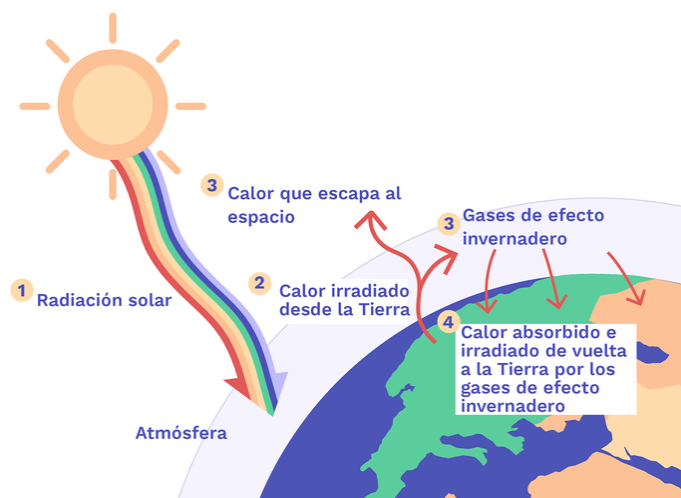 1
Radiación solar
2
Calor irradiado
desde la Tierra
3
Calor que escapa al
espacio
3
Gases de efecto
invernadero
4
Calor absorbido e
irradiado de vuelta
a la Tierra por los
gases de efecto
invernadero
Atmósfera